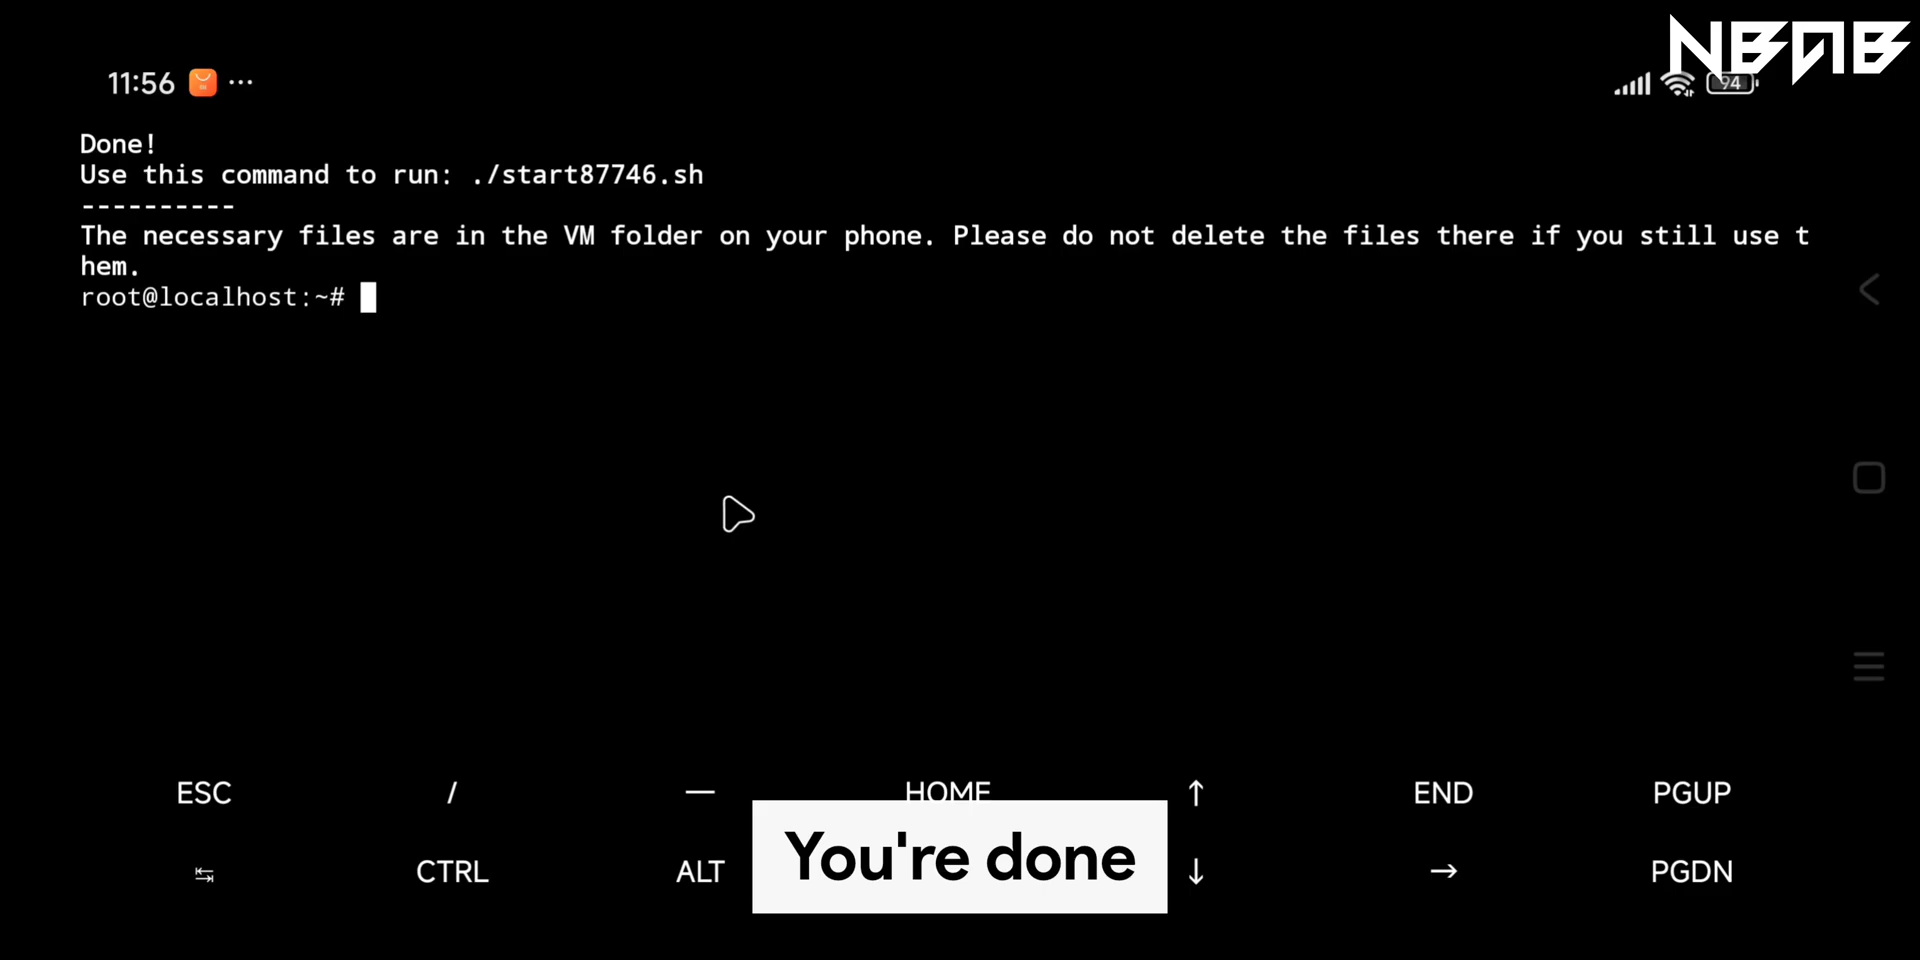 NBAB
11:56 ...
94
Done!
Use this command to run: ./start87746.sh
----------
The necessary files are in the VM folder on your phone. Please do not delete the files there if you still use t
hem.
root@localhost:~#
ESC / — HOME ↑ END PGUP
↹ CTRL ALT ↓ → PGDN
You're done